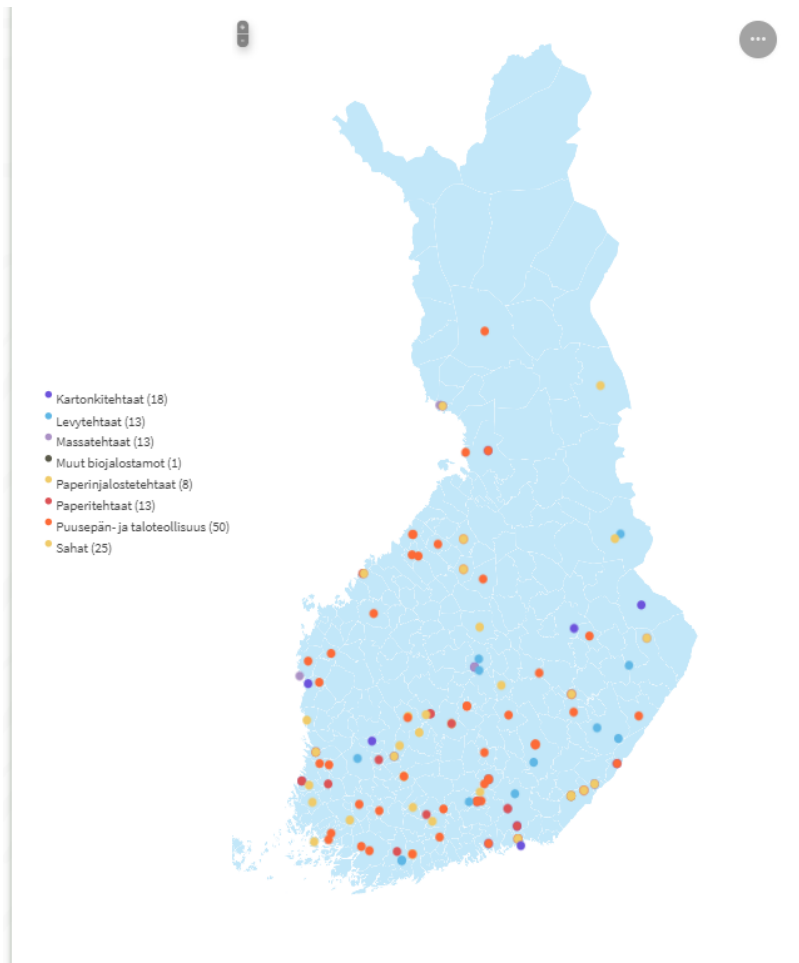 Kartonkitehtaat (18)
Levytehtaat (13)
Massatehtaat (13)
Muut biojalostamot (1)
Paperinjalostetehtaat (8)
Paperitehtaat (13)
Puusepän- ja taloteollisuus (50)
Sahat (25)